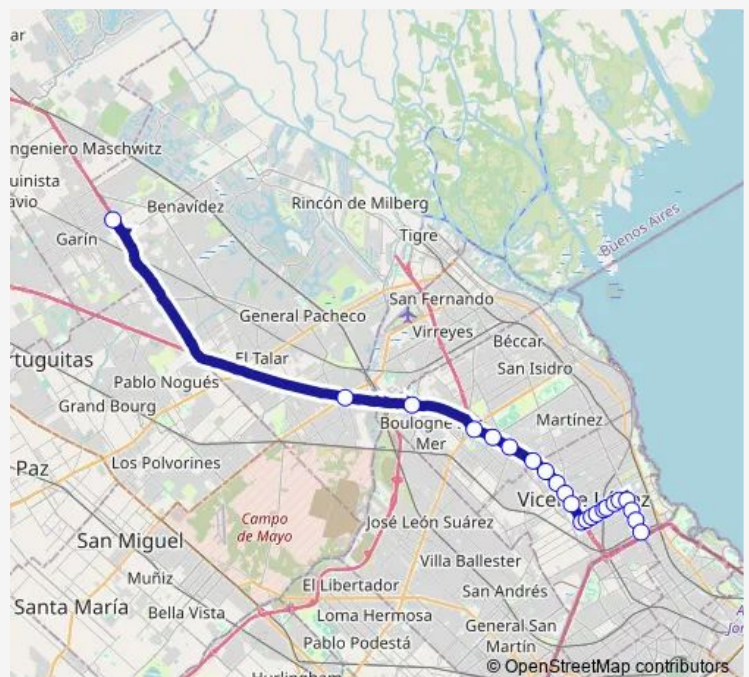 ar
ngeniero Maschwitz
uinista
avio
Benavídez
Rincón de Milberg
Garín
Tigre
Buenos Aires
San Fernando
General Pacheco
Virreyes
Béccar
rtuguitas
El Talar
San Isidro
Pablo Nogués
Grand Bourg
Boulogne
Mer
Martínez
Los Polvorines
Paz
Vicente López
Campo
de Mayo
José León Suárez
San Miguel
Villa Ballester
Muñiz
El Libertador
San Andrés
Santa María
Bella Vista
Loma Hermosa
General San
Martín
Pablo Podestá
Hurlingham
© OpenStreetMap contributors